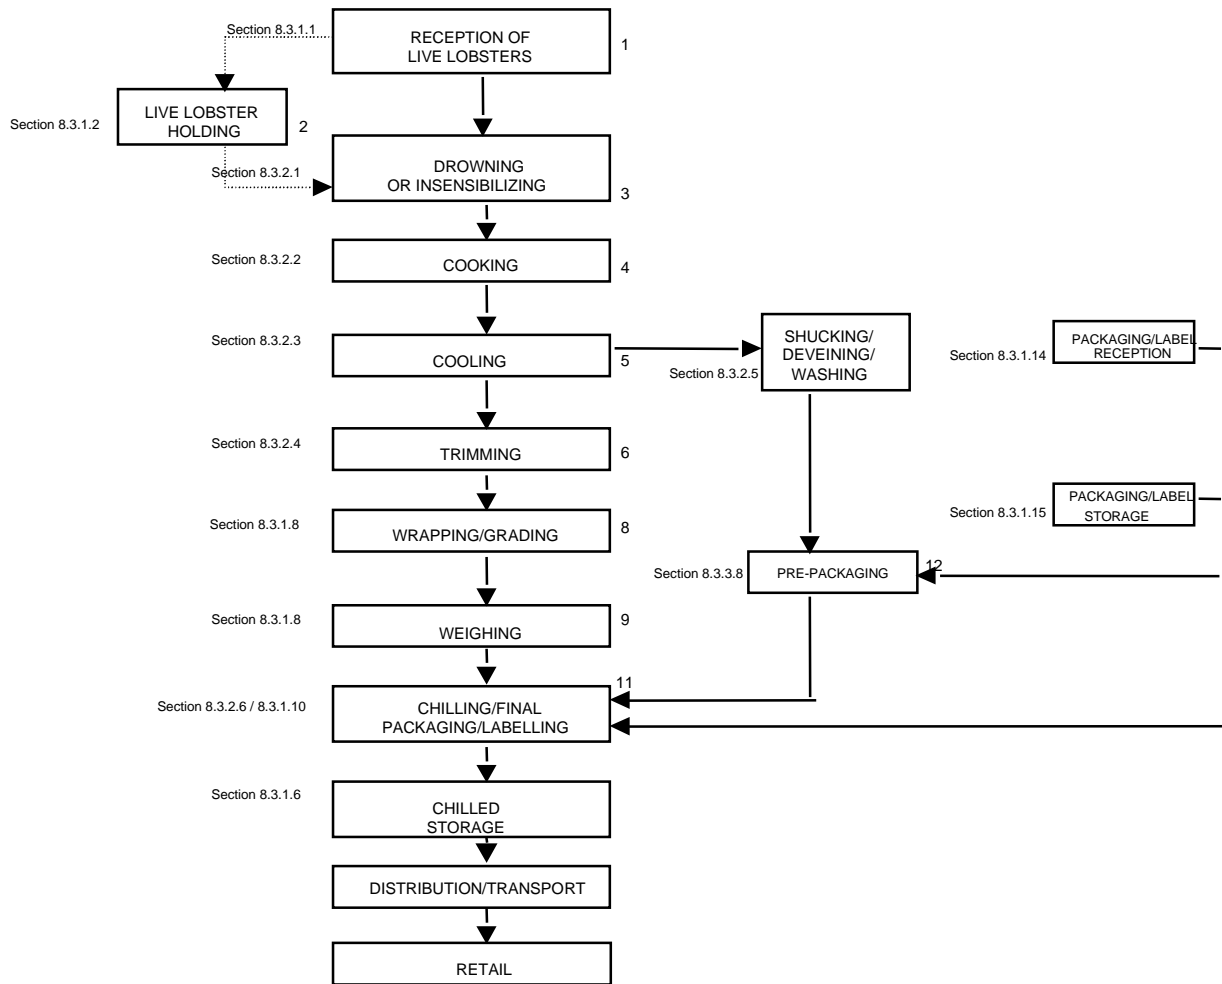 Section 8.3.1.1
RECEPTION OF
LIVE LOBSTERS
1
Section 8.3.1.2
LIVE LOBSTER
HOLDING
2
Section 8.3.2.1
DROWNING
OR INSENSIBILIZING
3
Section 8.3.2.2
COOKING
4
Section 8.3.2.3
COOLING
5
Section 8.3.2.5
SHUCKING/
DEVEINING/
WASHING
Section 8.3.1.14
PACKAGING/LABEL
RECEPTION
Section 8.3.2.4
TRIMMING
6
Section 8.3.1.15
PACKAGING/LABEL
STORAGE
Section 8.3.1.8
WRAPPING/GRADING
8
Section 8.3.3.8
PRE-PACKAGING
12
Section 8.3.1.8
WEIGHING
9
Section 8.3.2.6 / 8.3.1.10
CHILLING/FINAL
PACKAGING/LABELLING
11
Section 8.3.1.6
CHILLED
STORAGE
DISTRIBUTION/TRANSPORT
RETAIL